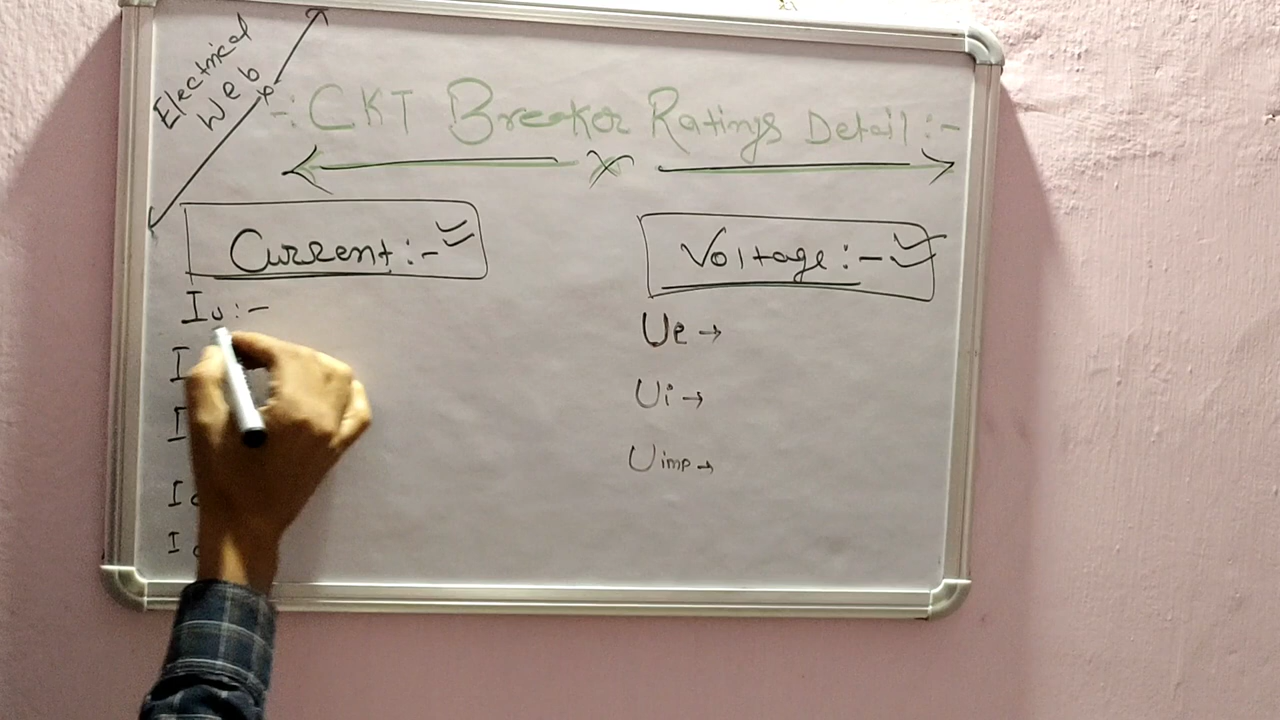 Electrical
Web
-: CKT Breaker Ratings Detail :-
Current :-
Voltage :-
Iu :-
Ue →
I
Ui →
I
Uimp →
I
I